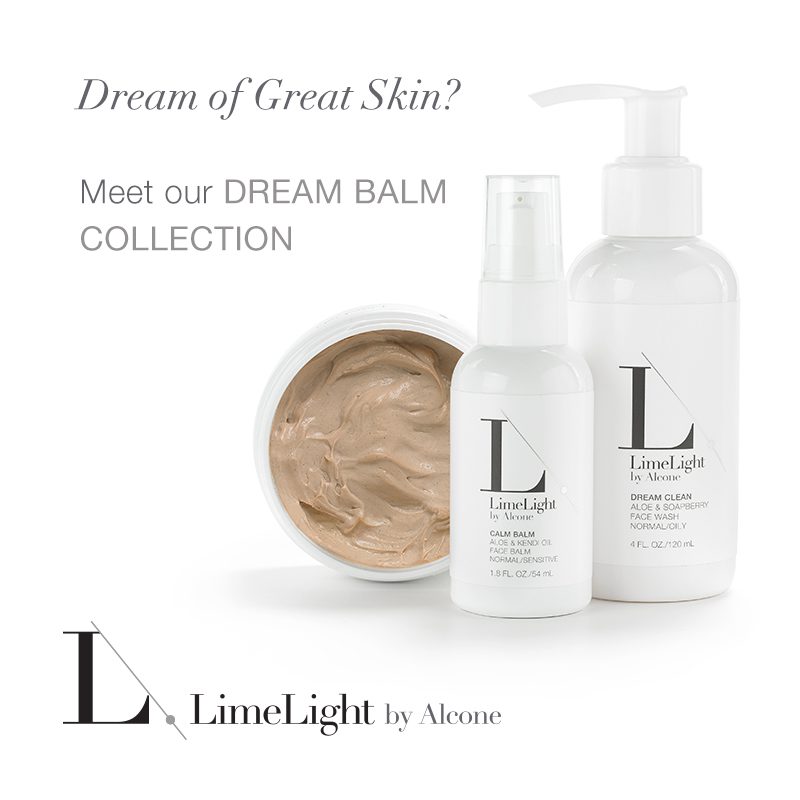 Dream of Great Skin?
Meet our DREAM BALM
COLLECTION
L
LimeLight
by Alcone
CALM BALM
ALOE & KENDI OIL
FACE BALM
NORMAL/SENSITIVE
1.8 FL. OZ./54 mL
L
LimeLight
by Alcone
DREAM CLEAN
ALOE & SOAPBERRY
FACE WASH
NORMAL/OILY
4 FL. OZ./120 mL
L. LimeLight by Alcone